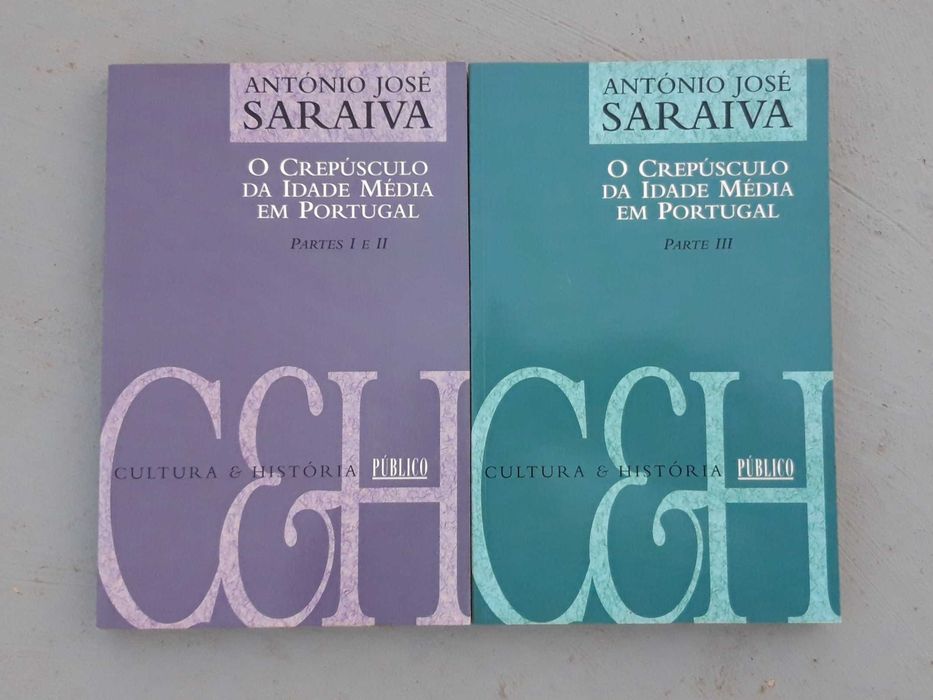 ANTÓNIO JOSÉ
SARAIVA
O CREPÚSCULO
DA IDADE MÉDIA
EM PORTUGAL
PARTES I E II
C&H
CULTURA & HISTÓRIA
PÚBLICO
ANTÓNIO JOSÉ
SARAIVA
O CREPÚSCULO
DA IDADE MÉDIA
EM PORTUGAL
PARTE III
C&H
CULTURA & HISTÓRIA
PÚBLICO